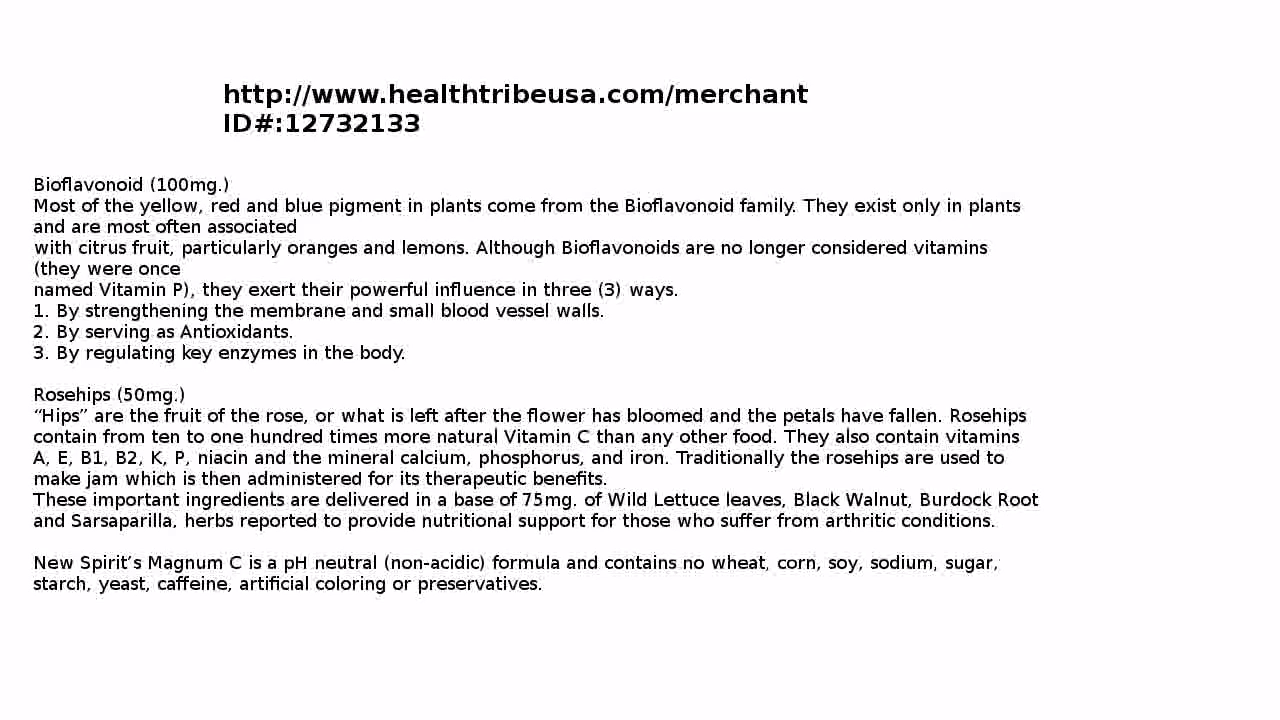 http://www.healthtribeusa.com/merchant
ID#:12732133
Bioflavonoid (100mg.)
Most of the yellow, red and blue pigment in plants come from the Bioflavonoid family. They exist only in plants
and are most often associated
with citrus fruit, particularly oranges and lemons. Although Bioflavonoids are no longer considered vitamins
(they were once
named Vitamin P), they exert their powerful influence in three (3) ways.
1. By strengthening the membrane and small blood vessel walls.
2. By serving as Antioxidants.
3. By regulating key enzymes in the body.
Rosehips (50mg.)
“Hips” are the fruit of the rose, or what is left after the flower has bloomed and the petals have fallen. Rosehips
contain from ten to one hundred times more natural Vitamin C than any other food. They also contain vitamins
A, E, B1, B2, K, P, niacin and the mineral calcium, phosphorus, and iron. Traditionally the rosehips are used to
make jam which is then administered for its therapeutic benefits.
These important ingredients are delivered in a base of 75mg. of Wild Lettuce leaves, Black Walnut, Burdock Root
and Sarsaparilla, herbs reported to provide nutritional support for those who suffer from arthritic conditions.
New Spirit’s Magnum C is a pH neutral (non-acidic) formula and contains no wheat, corn, soy, sodium, sugar,
starch, yeast, caffeine, artificial coloring or preservatives.